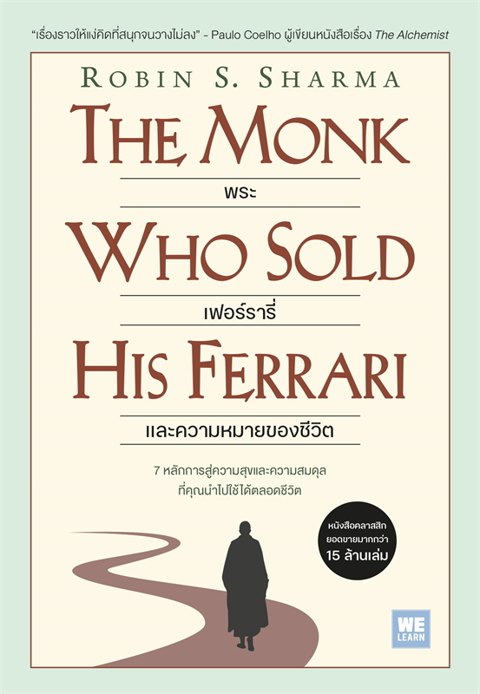 “เรื่องราวให้แง่คิดที่สนุกจนวางไม่ลง” - Paulo Coelho ผู้เขียนหนังสือเรื่อง The Alchemist
ROBIN S. SHARMA
THE MONK
พระ
WHO SOLD
เฟอร์รารี่
HIS FERRARI
และความหมายของชีวิต
7 หลักการสู่ความสุขและความสมดุล
ที่คุณนำไปใช้ได้ตลอดชีวิต
หนังสือคลาสสิก
ยอดขายมากกว่า
15 ล้านเล่ม
WE
LEARN